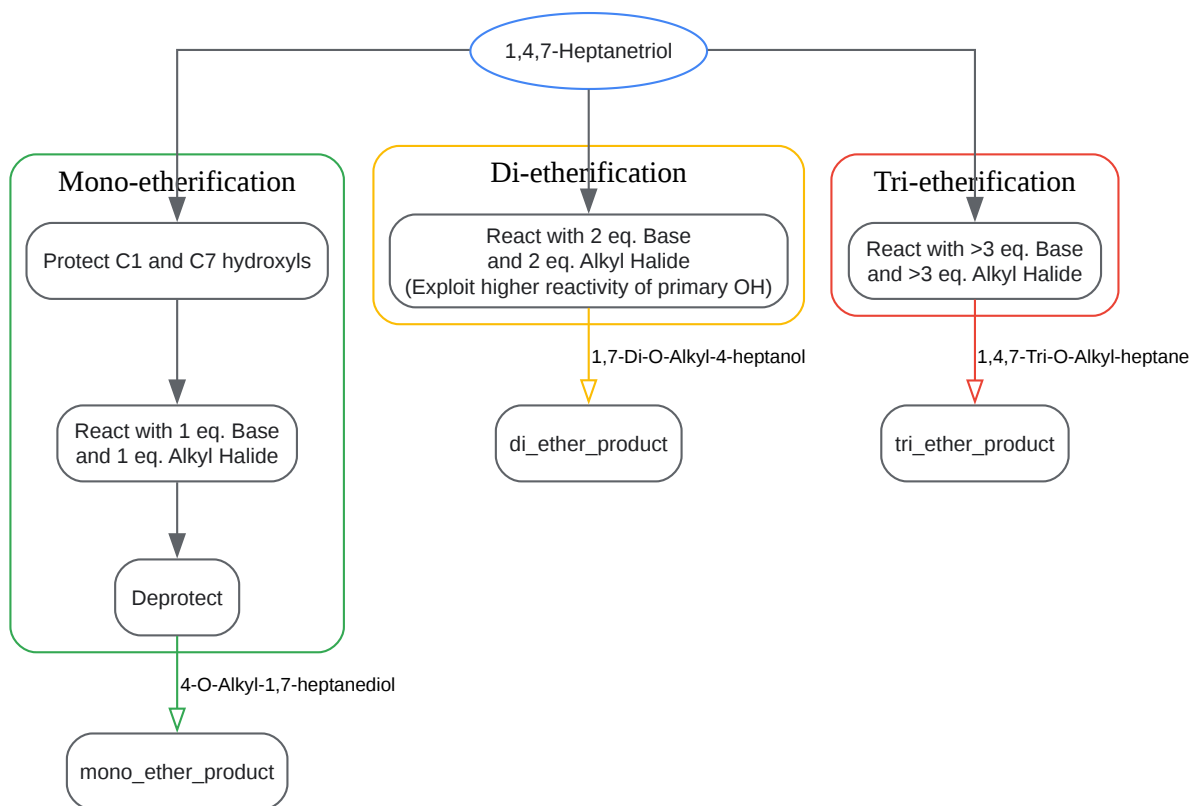 1,4,7-Heptanetriol
Mono-etherification
Protect C1 and C7 hydroxyls
React with 1 eq. Base
and 1 eq. Alkyl Halide
Deprotect
4-O-Alkyl-1,7-heptanediol
mono_ether_product
Di-etherification
React with 2 eq. Base
and 2 eq. Alkyl Halide
(Exploit higher reactivity of primary OH)
1,7-Di-O-Alkyl-4-heptanol
di_ether_product
Tri-etherification
React with >3 eq. Base
and >3 eq. Alkyl Halide
1,4,7-Tri-O-Alkyl-heptane
tri_ether_product